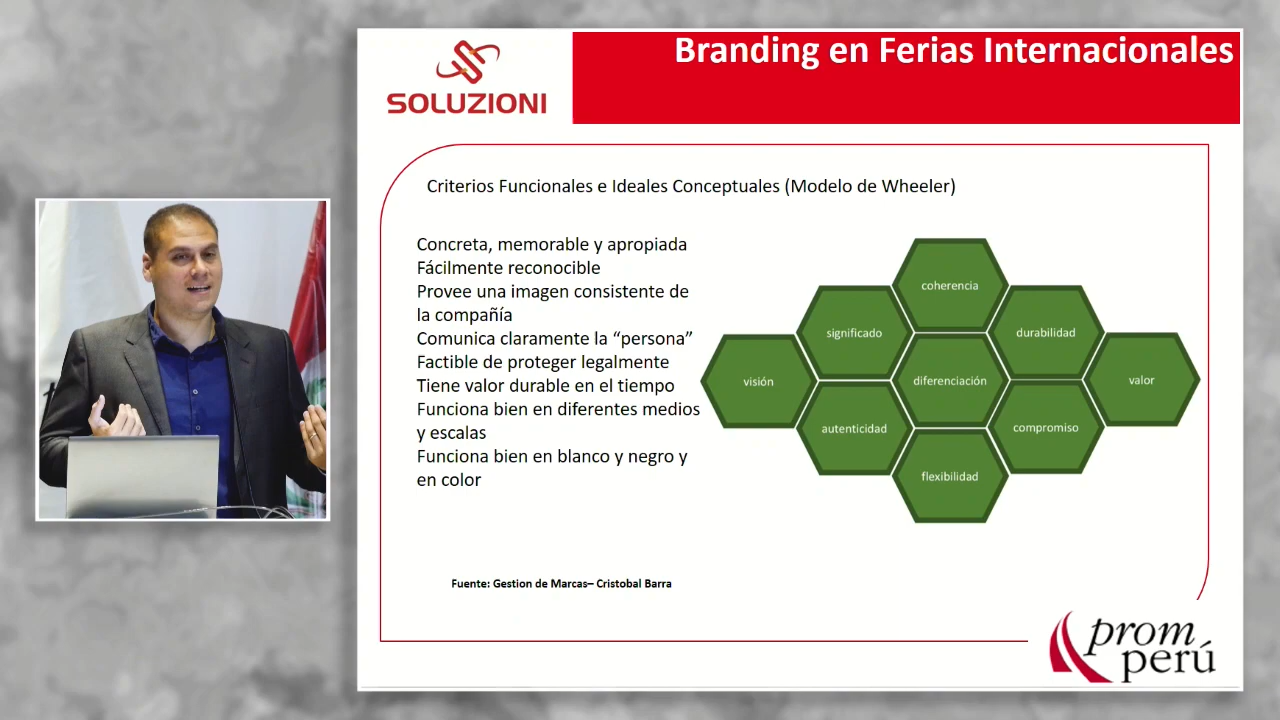 Branding en Ferias Internacionales
SOLUZIONI
Criterios Funcionales e Ideales Conceptuales (Modelo de Wheeler)
Concreta, memorable y apropiada
Fácilmente reconocible
Provee una imagen consistente de
la compañía
Comunica claramente la “persona”
Factible de proteger legalmente
Tiene valor durable en el tiempo
Funciona bien en diferentes medios
y escalas
Funciona bien en blanco y negro y
en color
coherencia
significado
durabilidad
visión
diferenciación
valor
autenticidad
compromiso
flexibilidad
Fuente: Gestion de Marcas– Cristobal Barra
prom
perú